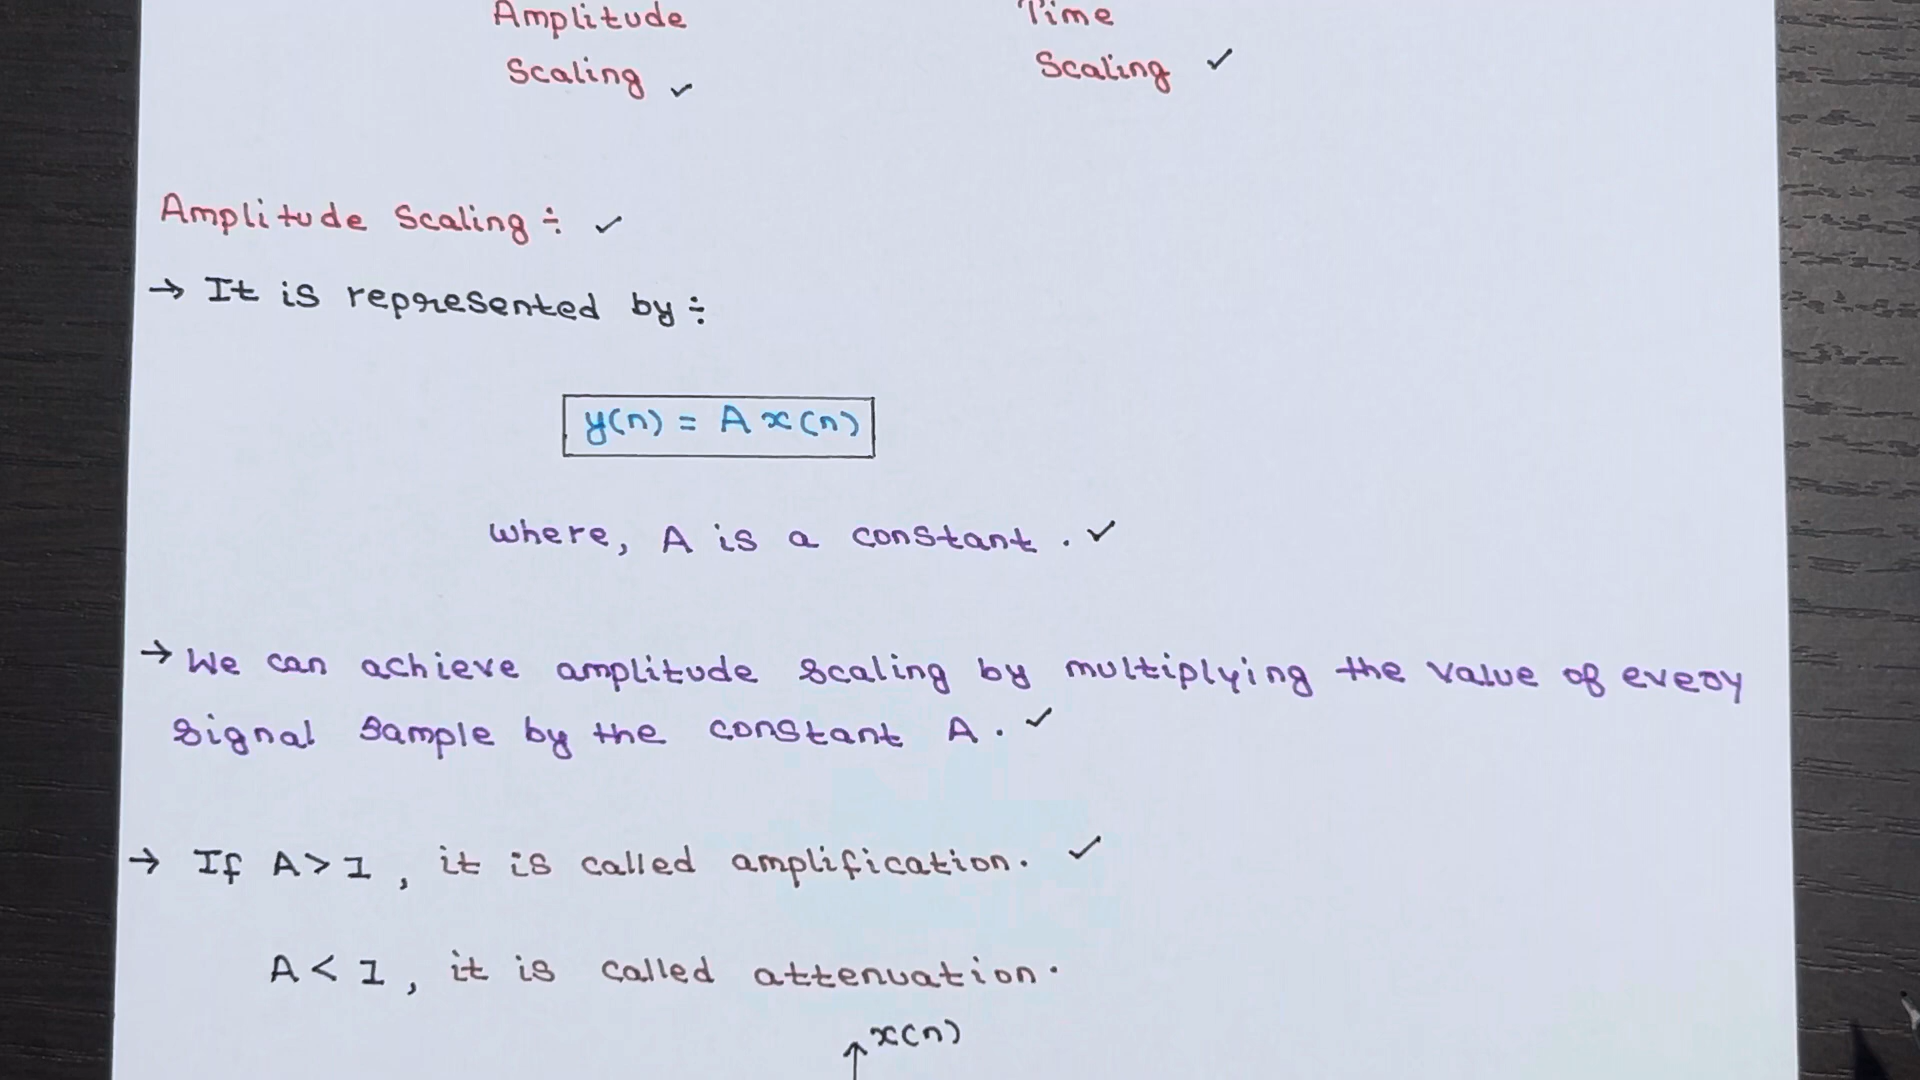 Amplitude Time
Scaling ✓ Scaling ✓
Amplitude Scaling ÷ ✓
→ It is represented by ÷
y(n) = A x(n)
where, A is a constant . ✓
→ We can achieve amplitude scaling by multiplying the value of every
signal sample by the constant A. ✓
→ If A > 1 , it is called amplification. ✓
A < 1 , it is called attenuation.
↑ x(n)